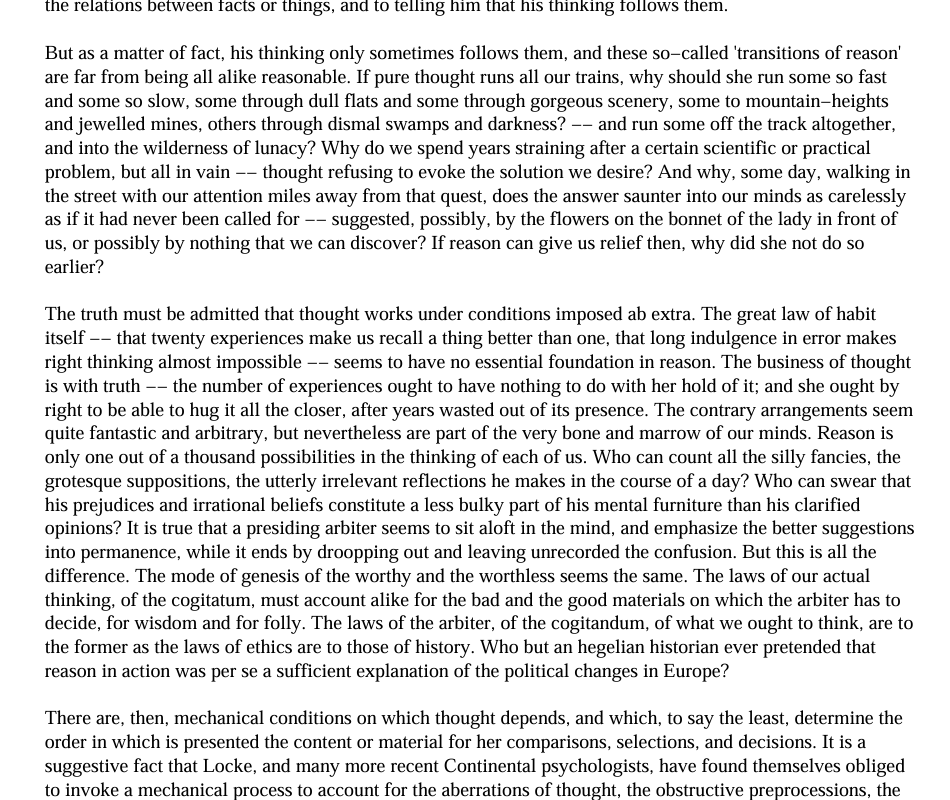 the relations between facts or things, and to telling him that his thinking follows them.
But as a matter of fact, his thinking only sometimes follows them, and these so−called 'transitions of reason'
are far from being all alike reasonable. If pure thought runs all our trains, why should she run some so fast
and some so slow, some through dull flats and some through gorgeous scenery, some to mountain−heights
and jewelled mines, others through dismal swamps and darkness? −− and run some off the track altogether,
and into the wilderness of lunacy? Why do we spend years straining after a certain scientific or practical
problem, but all in vain −− thought refusing to evoke the solution we desire? And why, some day, walking in
the street with our attention miles away from that quest, does the answer saunter into our minds as carelessly
as if it had never been called for −− suggested, possibly, by the flowers on the bonnet of the lady in front of
us, or possibly by nothing that we can discover? If reason can give us relief then, why did she not do so
earlier?
The truth must be admitted that thought works under conditions imposed ab extra. The great law of habit
itself −− that twenty experiences make us recall a thing better than one, that long indulgence in error makes
right thinking almost impossible −− seems to have no essential foundation in reason. The business of thought
is with truth −− the number of experiences ought to have nothing to do with her hold of it; and she ought by
right to be able to hug it all the closer, after years wasted out of its presence. The contrary arrangements seem
quite fantastic and arbitrary, but nevertheless are part of the very bone and marrow of our minds. Reason is
only one out of a thousand possibilities in the thinking of each of us. Who can count all the silly fancies, the
grotesque suppositions, the utterly irrelevant reflections he makes in the course of a day? Who can swear that
his prejudices and irrational beliefs constitute a less bulky part of his mental furniture than his clarified
opinions? It is true that a presiding arbiter seems to sit aloft in the mind, and emphasize the better suggestions
into permanence, while it ends by droopping out and leaving unrecorded the confusion. But this is all the
difference. The mode of genesis of the worthy and the worthless seems the same. The laws of our actual
thinking, of the cogitatum, must account alike for the bad and the good materials on which the arbiter has to
decide, for wisdom and for folly. The laws of the arbiter, of the cogitandum, of what we ought to think, are to
the former as the laws of ethics are to those of history. Who but an hegelian historian ever pretended that
reason in action was per se a sufficient explanation of the political changes in Europe?
There are, then, mechanical conditions on which thought depends, and which, to say the least, determine the
order in which is presented the content or material for her comparisons, selections, and decisions. It is a
suggestive fact that Locke, and many more recent Continental psychologists, have found themselves obliged
to invoke a mechanical process to account for the aberrations of thought, the obstructive preprocessions, the